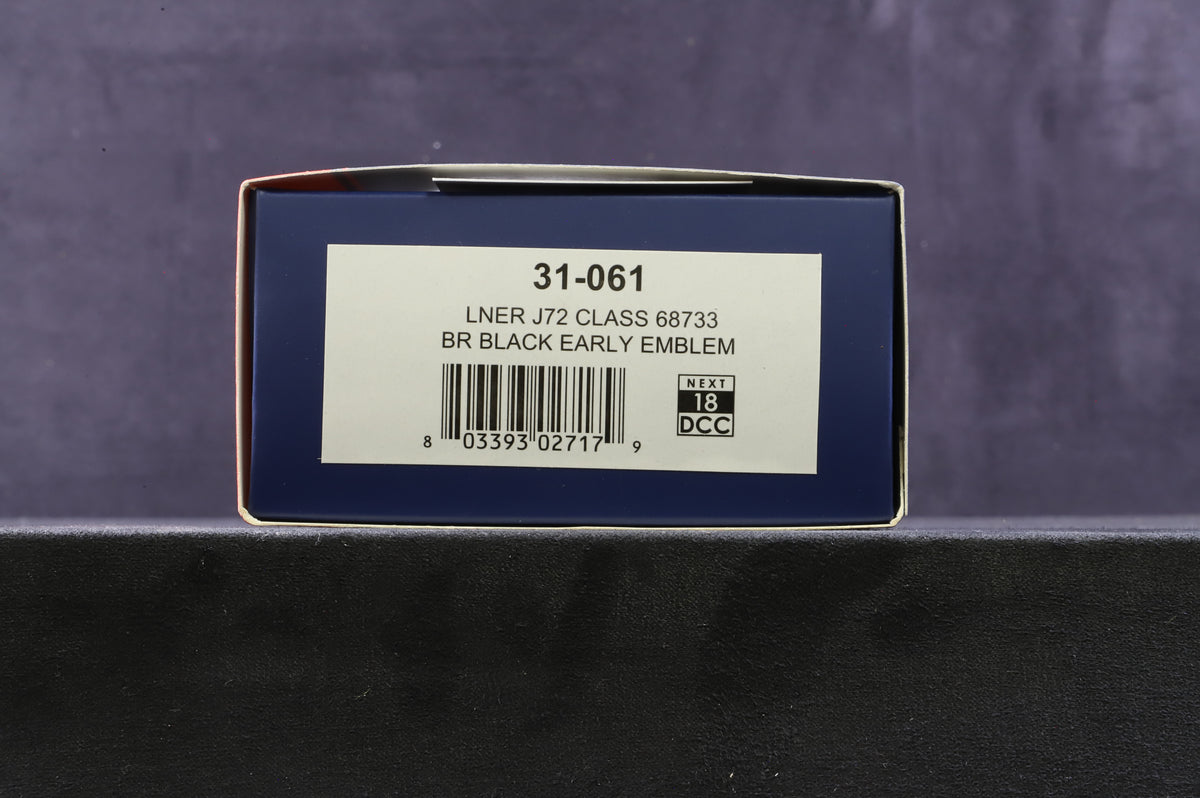 31-061
LNER J72 CLASS 68733
BR BLACK EARLY EMBLEM
NEXT
18
DCC
8 03393 02717 9